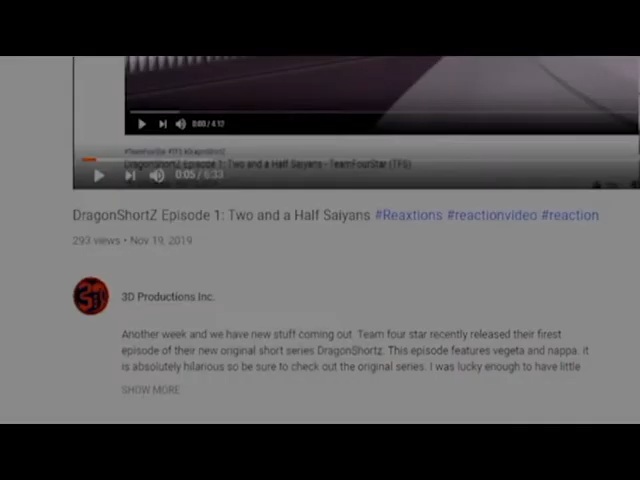 0:00 / 4:12
#TeamFourStar #TFS #DragonShortZ
DragonShortZ Episode 1: Two and a Half Saiyans - TeamFourStar (TFS)
0:05 / 6:33
DragonShortZ Episode 1: Two and a Half Saiyans #Reaxtions #reactionvideo #reaction
293 views • Nov 19, 2019
3D Productions Inc.
Another week and we have new stuff coming out. Team four star recently released their firest
episode of their new original short series DragonShortz. This episode features vegeta and nappa. it
is absolutely hilarious so be sure to check out the original series. I was lucky enough to have little
SHOW MORE